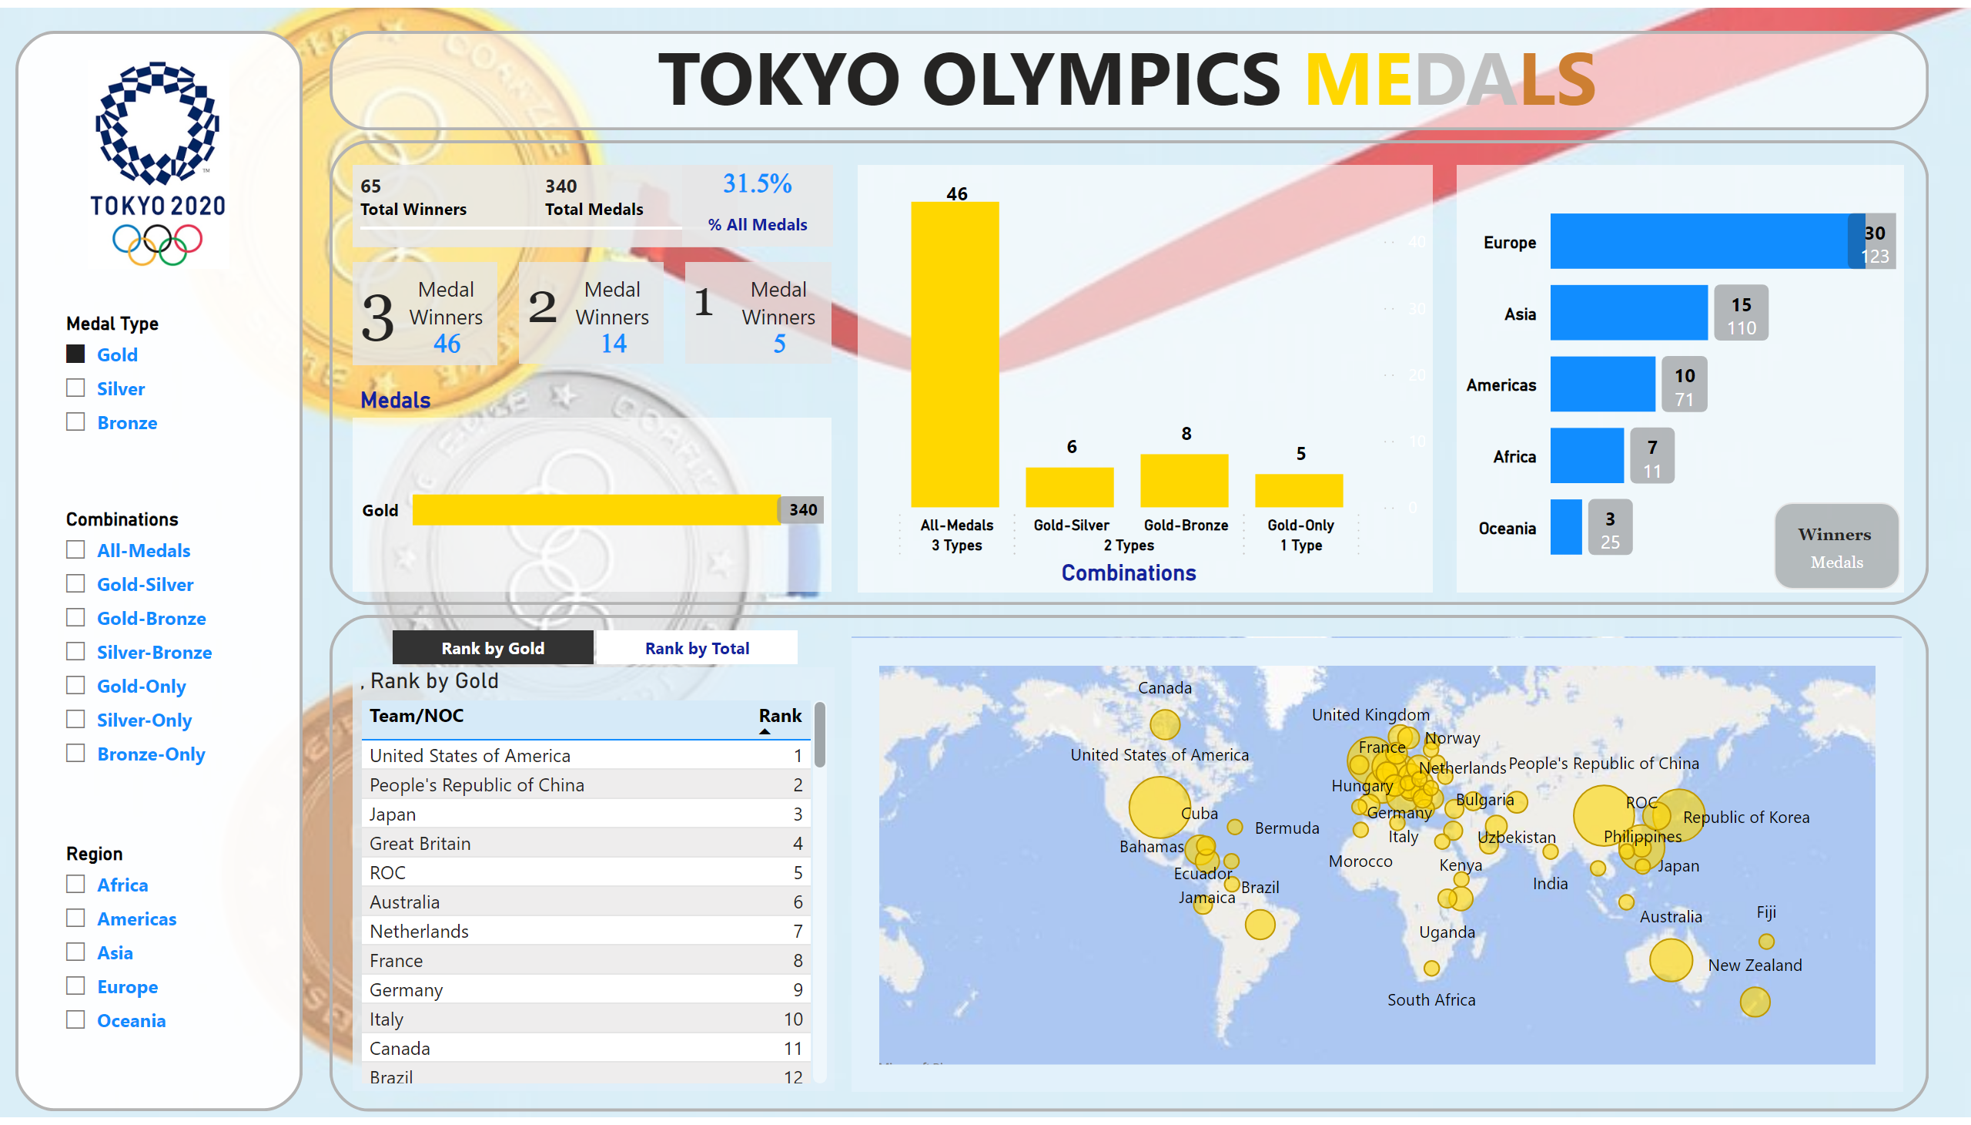 TOKYO OLYMPICS MEDALS
TOKYO 2020
Medal Type
Gold
Silver
Bronze
Combinations
All-Medals
Gold-Silver
Gold-Bronze
Silver-Bronze
Gold-Only
Silver-Only
Bronze-Only
Region
Africa
Americas
Asia
Europe
Oceania
65
Total Winners
340
Total Medals
31.5%
% All Medals
3
Medal
Winners
46
2
Medal
Winners
14
1
Medal
Winners
5
Medals
Gold
340
46
6
8
5
40
30
20
10
0
All-Medals
Gold-Silver
Gold-Bronze
Gold-Only
3 Types
2 Types
1 Type
Combinations
Europe
30
123
Asia
15
110
Americas
10
71
Africa
7
11
Oceania
3
25
Winners
Medals
Rank by Gold
Rank by Total
, Rank by Gold
Team/NOC Rank
United States of America 1
People's Republic of China 2
Japan 3
Great Britain 4
ROC 5
Australia 6
Netherlands 7
France 8
Germany 9
Italy 10
Canada 11
Brazil 12
Canada
United Kingdom
France
Norway
United States of America
Netherlands
People's Republic of China
Hungary
Bulgaria
ROC
Cuba
Germany
Republic of Korea
Bermuda
Italy
Uzbekistan
Philippines
Bahamas
Morocco
Kenya
Japan
Ecuador
India
Brazil
Jamaica
Australia
Fiji
Uganda
New Zealand
South Africa